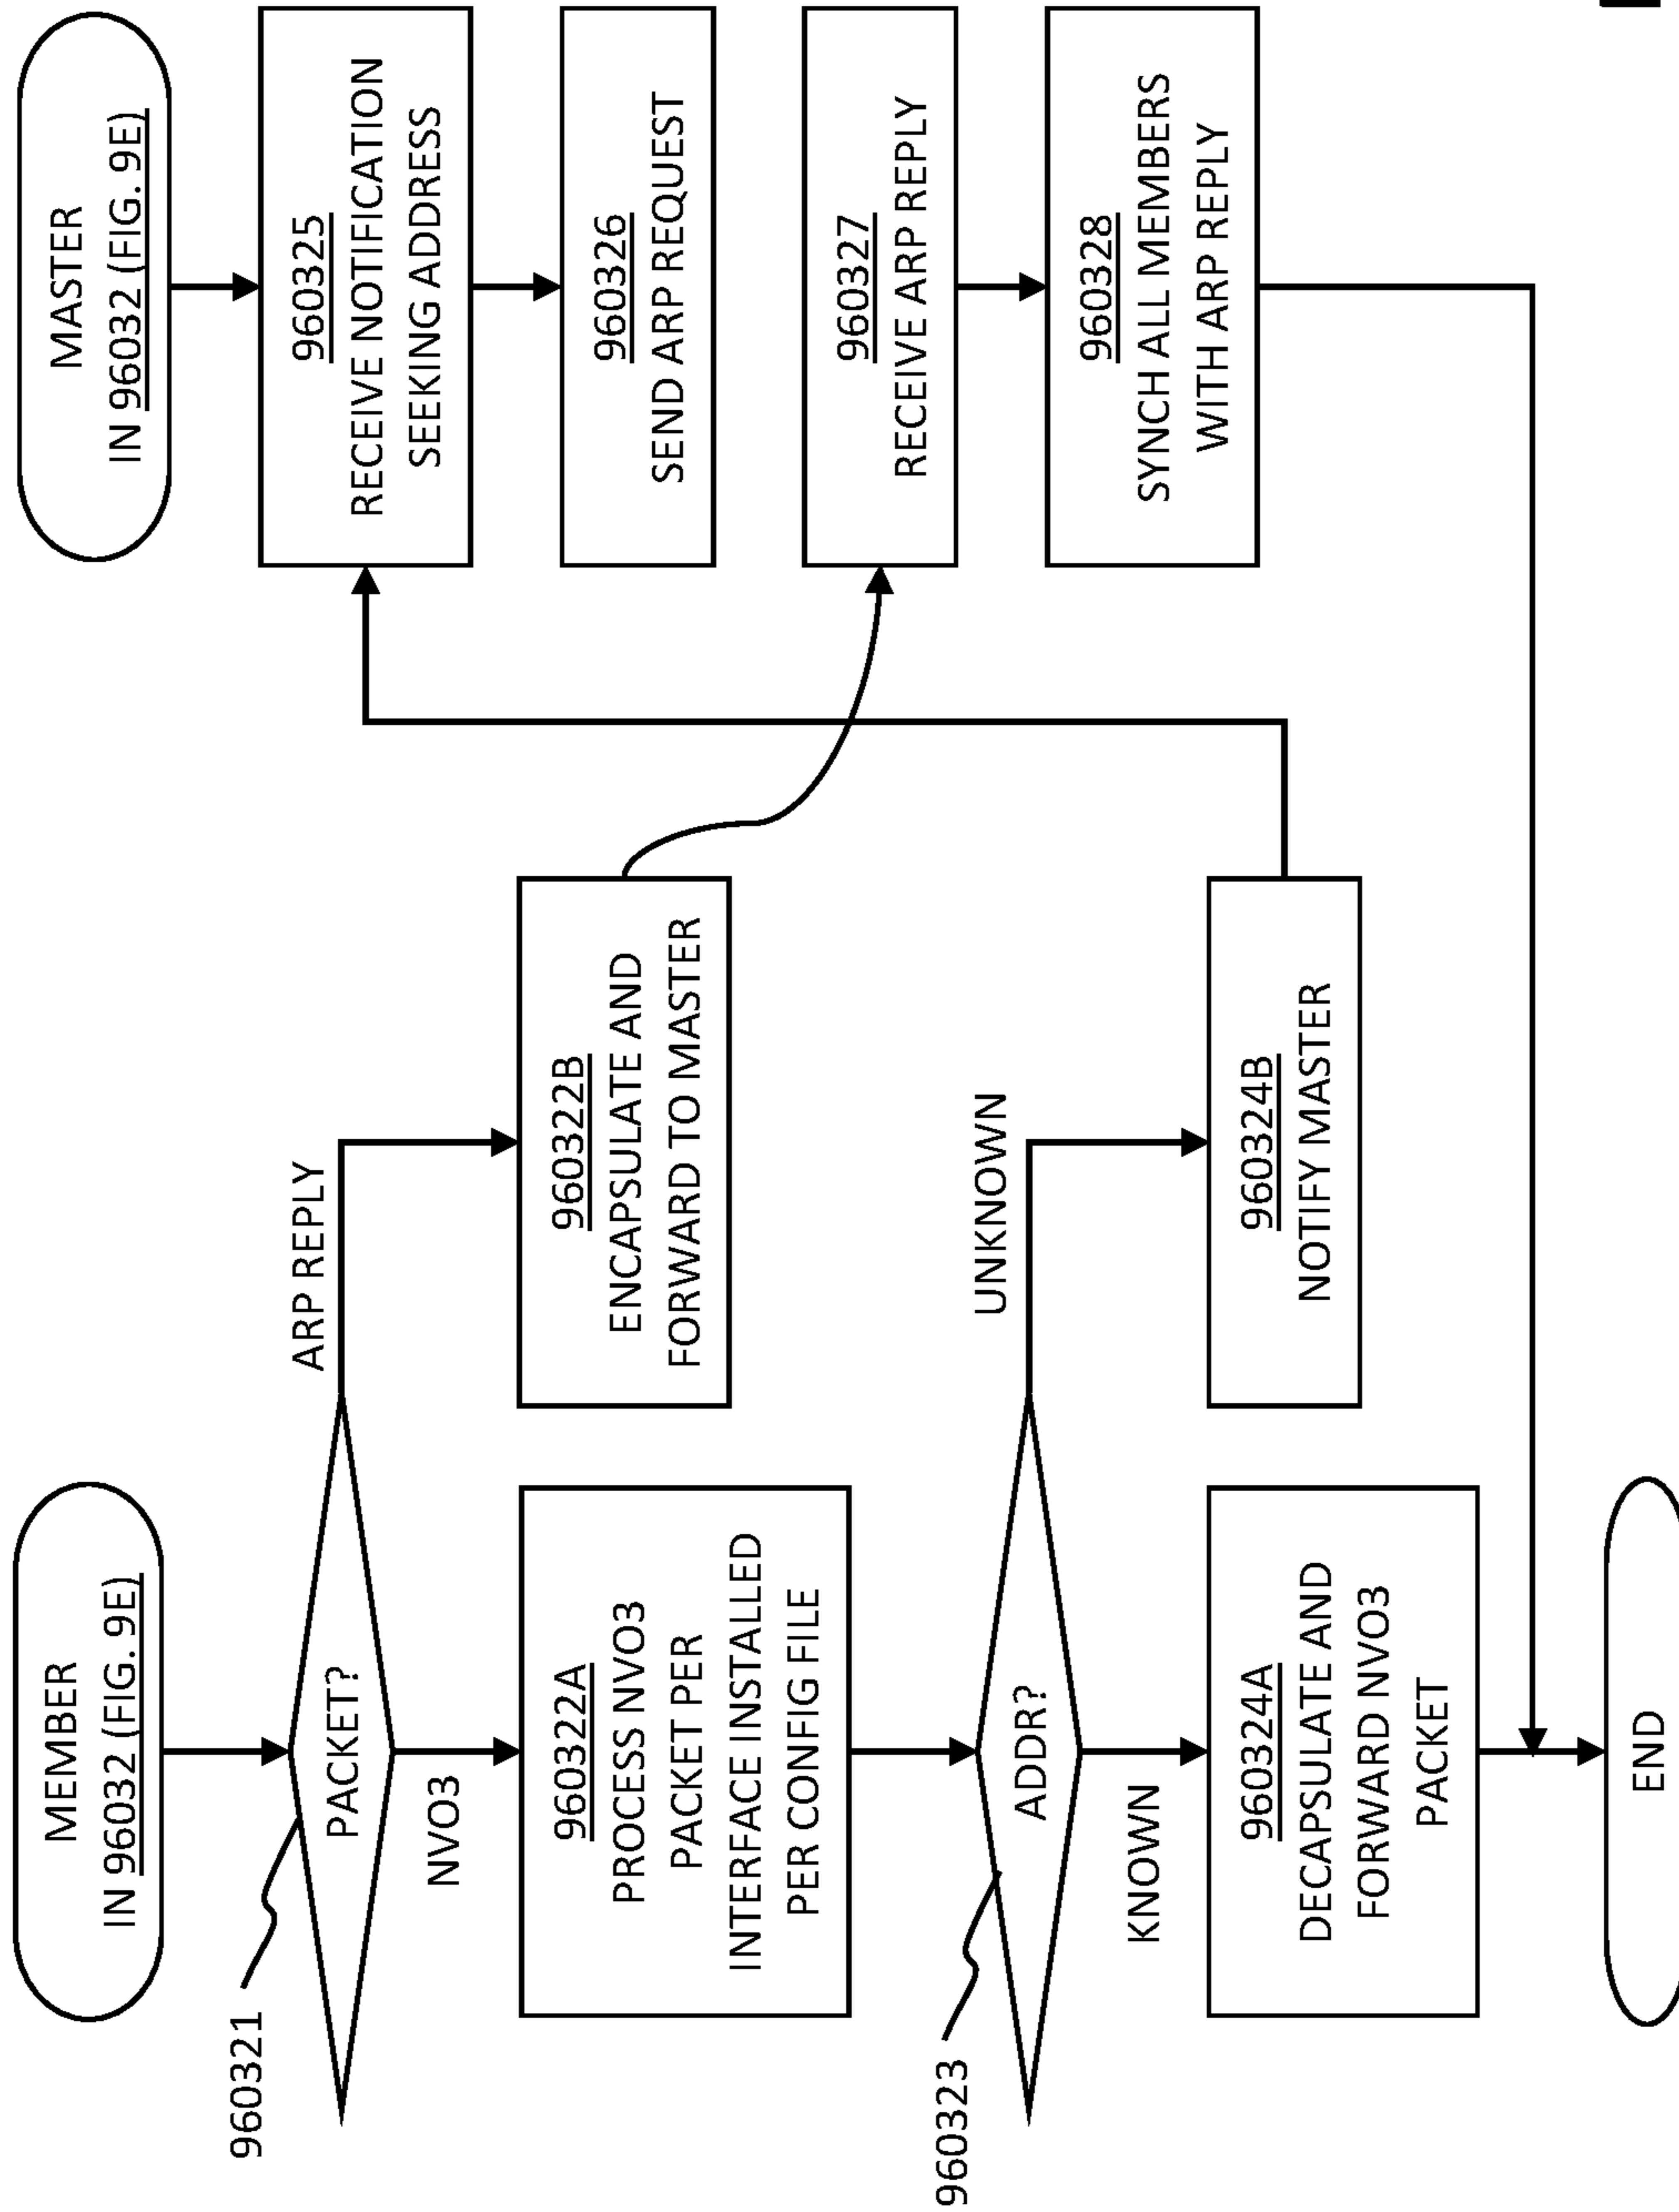 MEMBER
IN 96032 (FIG. 9E)
960321
PACKET?
ARP REPLY
NVO3
960322A
PROCESS NVO3
PACKET PER
INTERFACE INSTALLED
PER CONFIG FILE
960322B
ENCAPSULATE AND
FORWARD TO MASTER
960323
ADDR?
UNKNOWN
KNOWN
960324A
DECAPSULATE AND
FORWARD NVO3
PACKET
960324B
NOTIFY MASTER
END
MASTER
IN 96032 (FIG. 9E)
960325
RECEIVE NOTIFICATION
SEEKING ADDRESS
960326
SEND ARP REQUEST
960327
RECEIVE ARP REPLY
960328
SYNCH ALL MEMBERS
WITH ARP REPLY